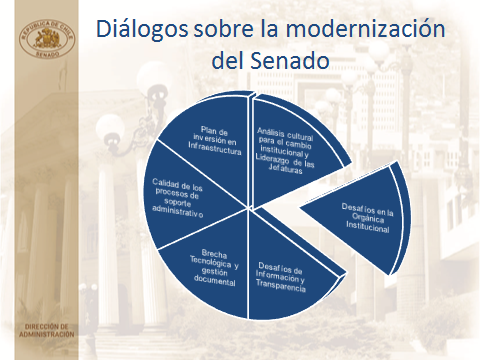 REPUBLICA DE CHILE
SENADO
Diálogos sobre la modernización
del Senado
Análisis cultural
para el cambio
Institucional y
Liderazgo de las
Jefaturas
Desafíos en la
Orgánica
Institucional
Desafíos de
Información y
Transparencia
Brecha
Tecnológica y
gestión
documental
Calidad de los
procesos de
soporte
administrativo
Plan de
inversión en
Infraestructura
DIRECCIÓN DE
ADMINISTRACIÓN